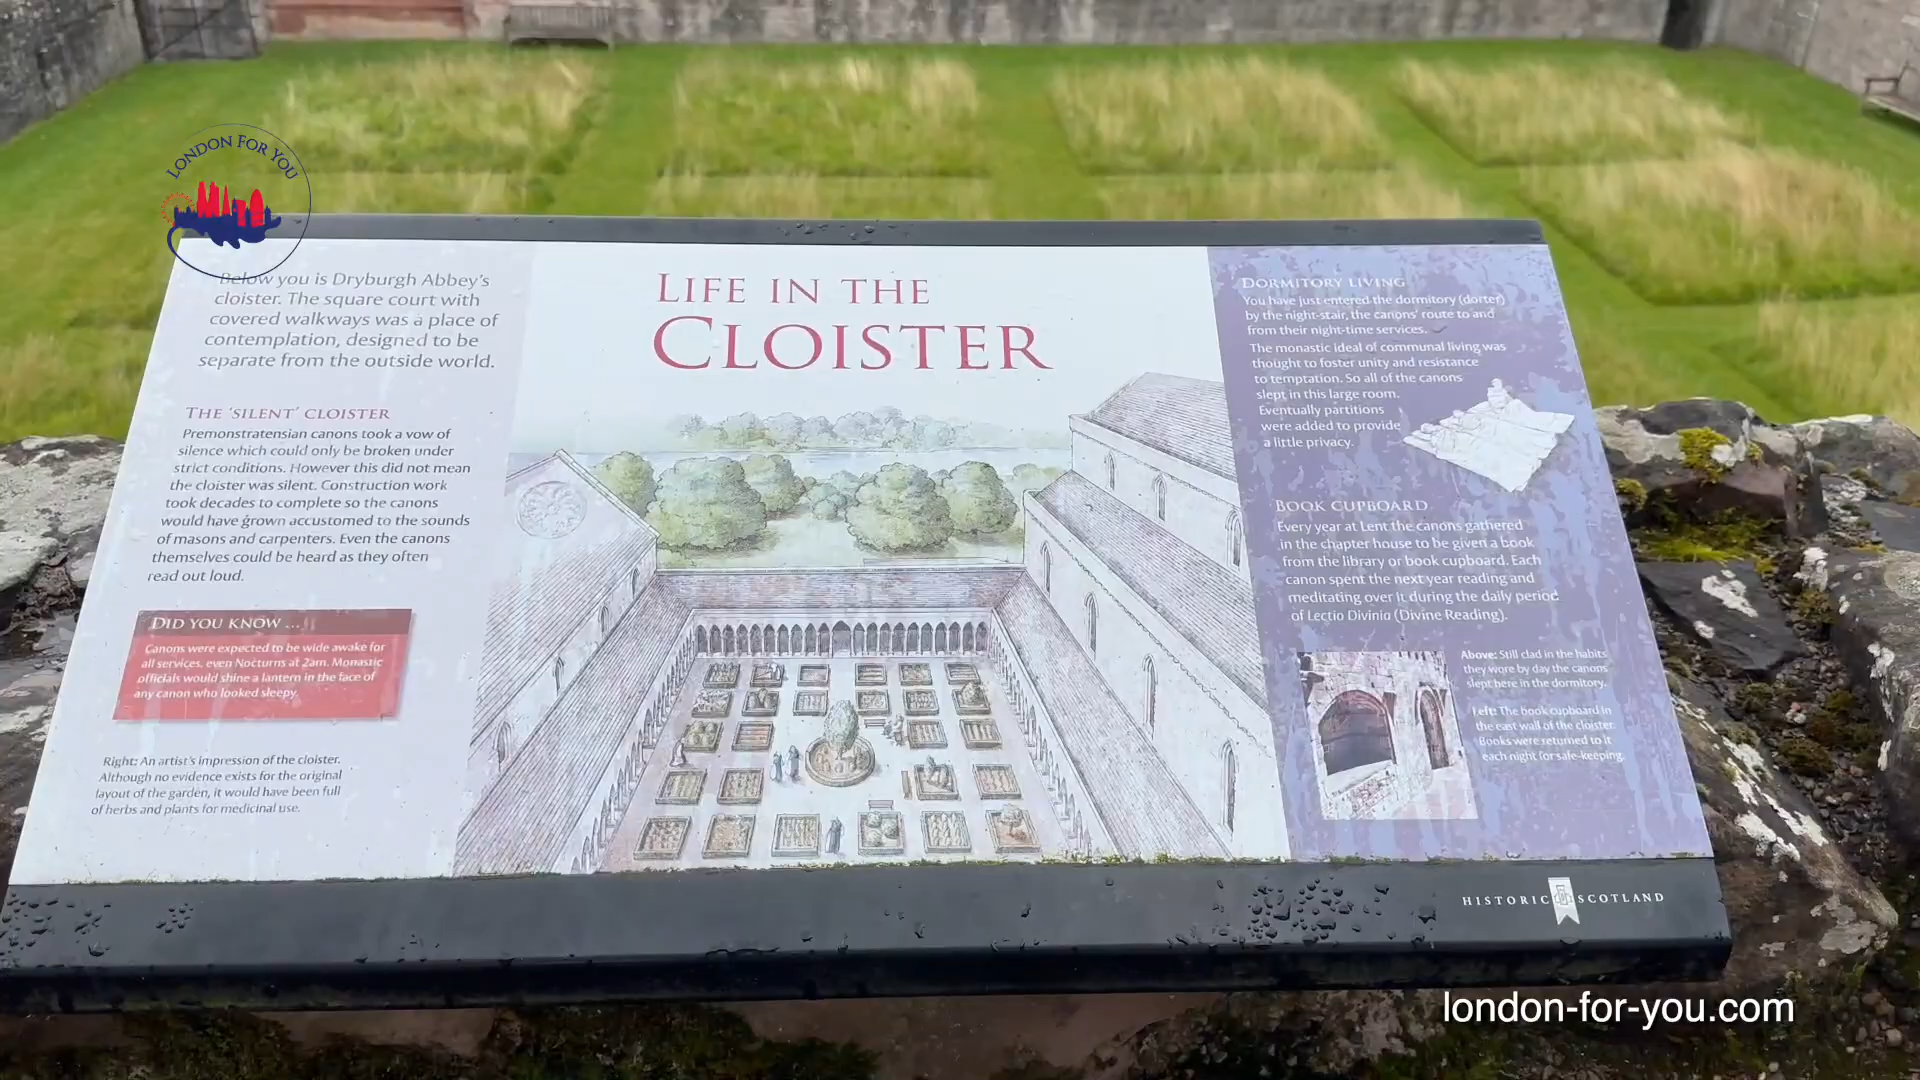 LONDON FOR YOU
Below you is Dryburgh Abbey's
cloister. The square court with
covered walkways was a place of
contemplation, designed to be
separate from the outside world.
THE 'SILENT' CLOISTER
Premonstratensian canons took a vow of
silence which could only be broken under
strict conditions. However this did not mean
the cloister was silent. Construction work
took decades to complete so the canons
would have grown accustomed to the sounds
of masons and carpenters. Even the canons
themselves could be heard as they often
read out loud.
DID YOU KNOW ...
Canons were expected to be wide awake for
all services, even Nocturns at 2am. Monastic
officials would shine a lantern in the face of
any canon who looked sleepy.
Right: An artist's impression of the cloister.
Although no evidence exists for the original
layout of the garden, it would have been full
of herbs and plants for medicinal use.
LIFE IN THE
CLOISTER
DORMITORY LIVING
You have just entered the dormitory (dorter)
by the night-stair, the canons' route to and
from their night-time services.
The monastic ideal of communal living was
thought to foster unity and resistance
to temptation. So all of the canons
slept in this large room.
Eventually partitions
were added to provide
a little privacy.
BOOK CUPBOARD
Every year at Lent the canons gathered
in the chapter house to be given a book
from the library or book cupboard. Each
canon spent the next year reading and
meditating over it during the daily period
of Lectio Divinia (Divine Reading).
Above: Still clad in the habits
they wore by day the canons
slept here in the dormitory.
Left: The book cupboard in
the east wall of the cloister.
Books were returned to it
each night for safe-keeping.
HISTORIC SCOTLAND
london-for-you.com